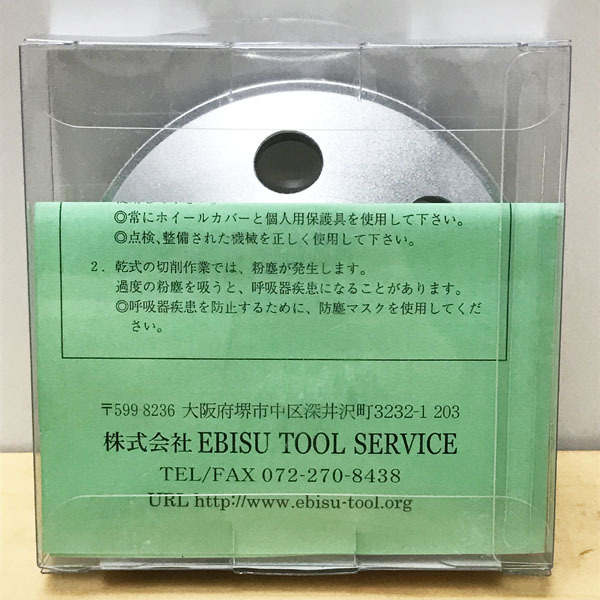 ◎常にホイールカバーと個人用保護具を使用して下さい。
◎点検、整備された機械を正しく使用して下さい。
2．乾式の切削作業では、粉塵が発生します。
過度の粉塵を吸うと、呼吸器疾患になることがあります。
◎呼吸器疾患を防止するために、防塵マスクを使用してくだ
さい。
〒599-8236 大阪府堺市中区深井沢町3232-1 203
株式会社 EBISU TOOL SERVICE
TEL/FAX 072-270-8438
URL http://www.ebisu-tool.org